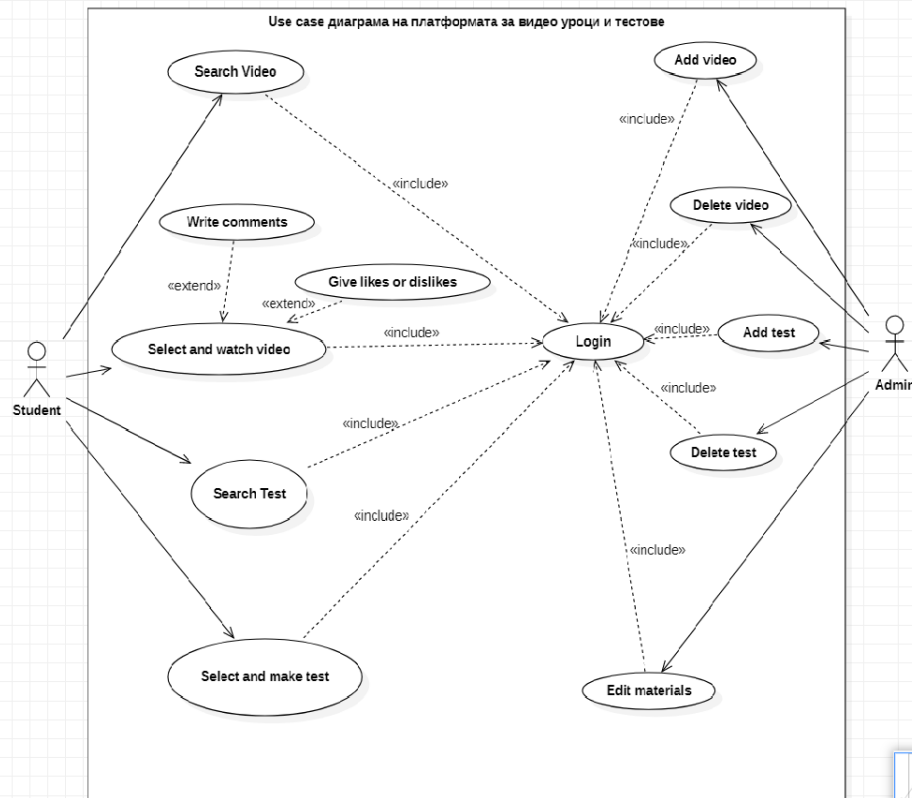 Use case диаграма на платформата за видео уроци и тестове
Search Video
Add video
«include»
«include»
Delete video
Write comments
«include»
«extend»
Give likes or dislikes
«extend»
«include»
Select and watch video
Login
«include»
Add test
Student
Admin
«include»
«include»
Delete test
Search Test
«include»
«include»
Select and make test
Edit materials